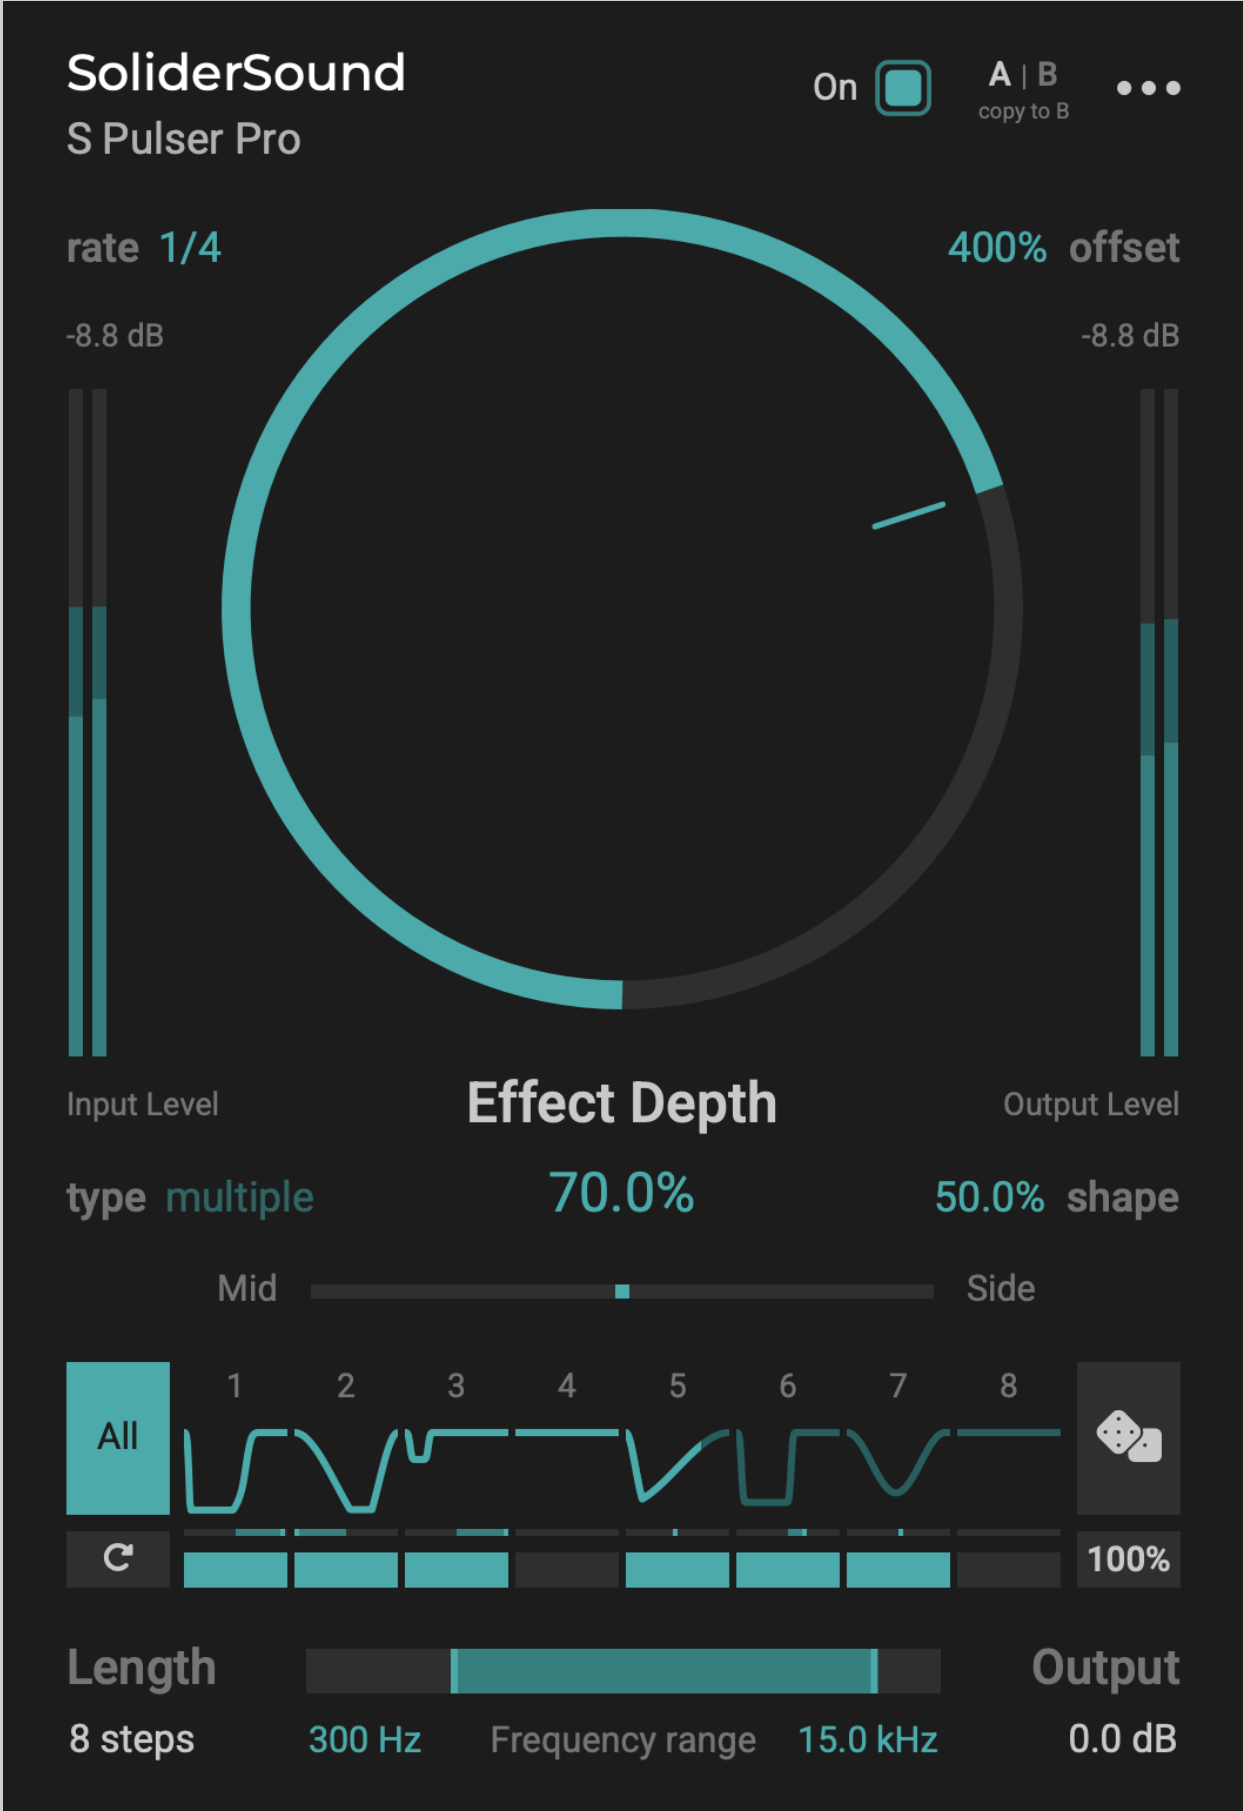 SoliderSound
S Pulser Pro
On
A | B
copy to B
rate 1/4
400% offset
-8.8 dB
-8.8 dB
Input Level
Effect Depth
Output Level
type multiple
70.0%
50.0% shape
Mid
Side
All
1 2 3 4 5 6 7 8
100%
Length
Output
8 steps
300 Hz
Frequency range
15.0 kHz
0.0 dB